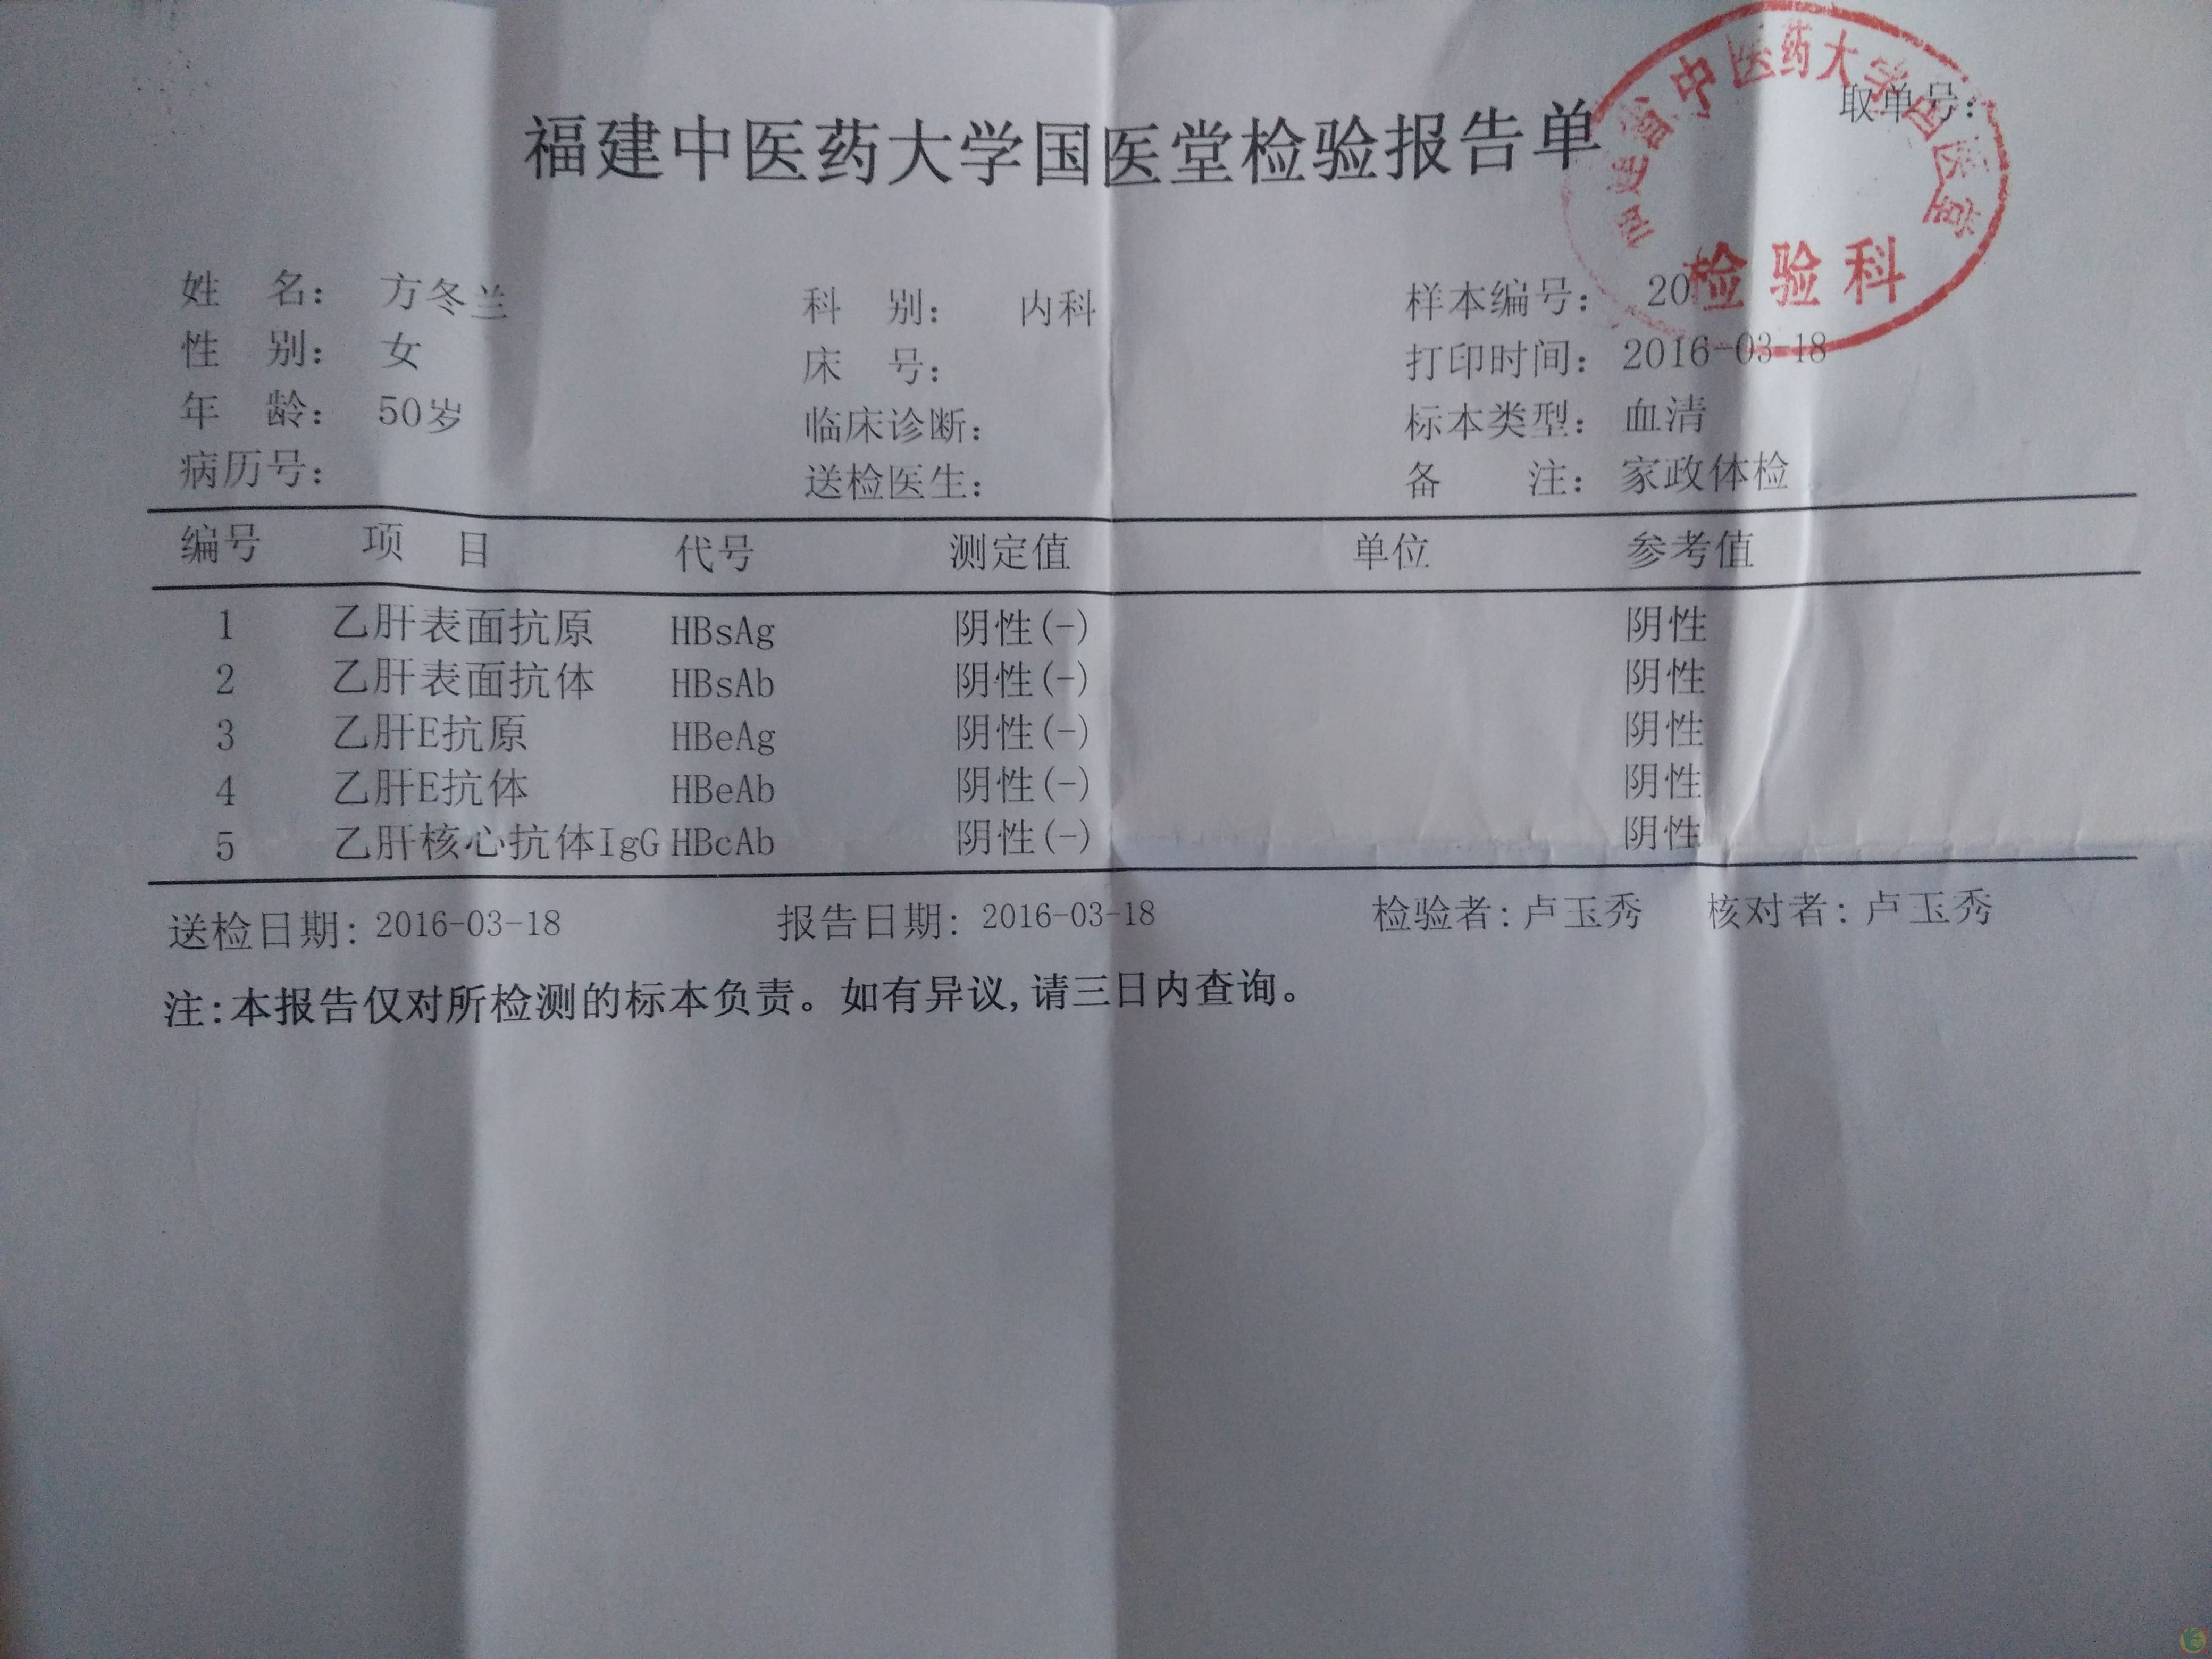 福建中医药大学国医堂检验报告单
取单号:
省中医药大学国医堂
检验科
姓 名: 方冬兰 科 别: 内科 样本编号: 20
性 别: 女 床 号: 打印时间: 2016-03-18
年 龄: 50岁 临床诊断: 标本类型: 血清
病历号: 送检医生: 备 注: 家政体检
编号 项 目 代号 测定值 单位 参考值
1 乙肝表面抗原 HBsAg 阴性(-) 阴性
2 乙肝表面抗体 HBsAb 阴性(-) 阴性
3 乙肝E抗原 HBeAg 阴性(-) 阴性
4 乙肝E抗体 HBeAb 阴性(-) 阴性
5 乙肝核心抗体IgG HBcAb 阴性(-) 阴性
送检日期: 2016-03-18 报告日期: 2016-03-18 检验者: 卢玉秀 核对者: 卢玉秀
注:本报告仅对所检测的标本负责。如有异议,请三日内查询。